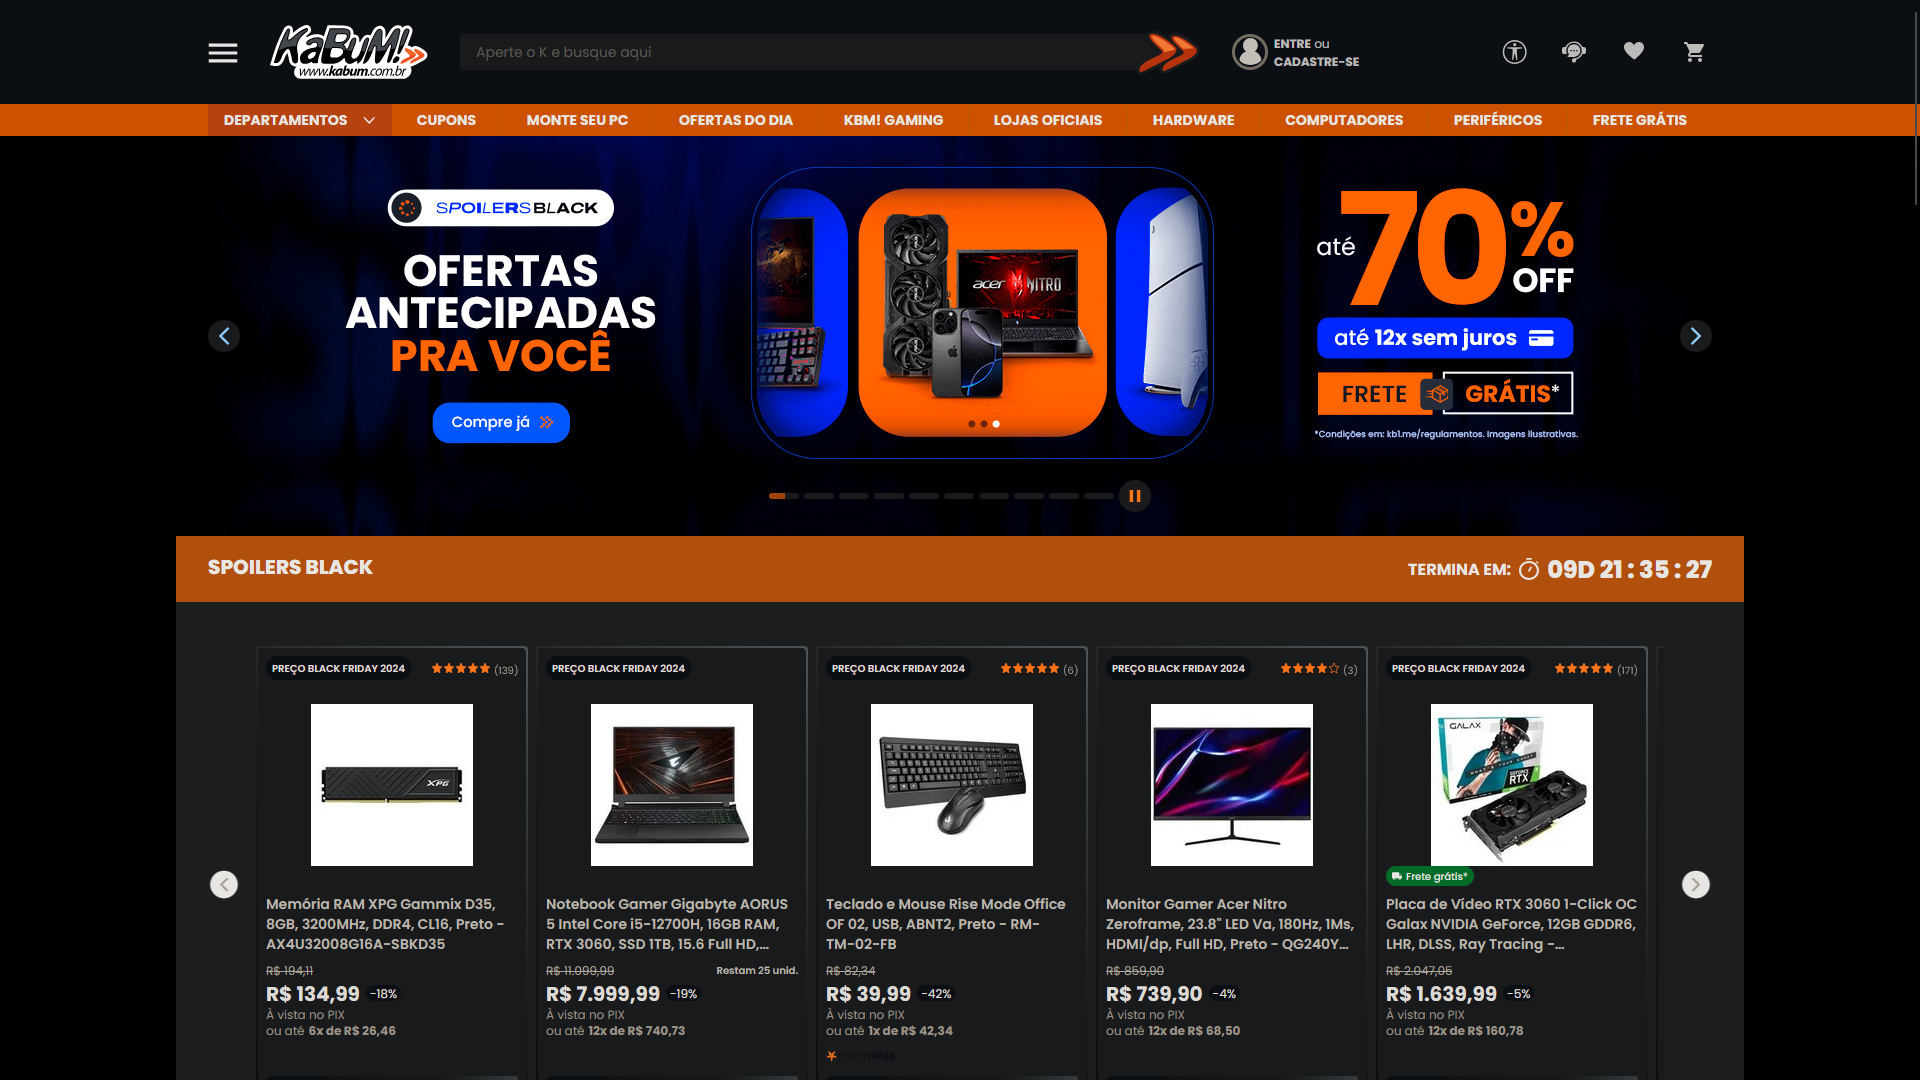 KaBuM!
www.kabum.com.br
Aperte o K e busque aqui
ENTRE ou
CADASTRE-SE
DEPARTAMENTOS
CUPONS
MONTE SEU PC
OFERTAS DO DIA
KBM! GAMING
LOJAS OFICIAIS
HARDWARE
COMPUTADORES
PERIFÉRICOS
FRETE GRÁTIS
SPOILERSBLACK
OFERTAS
ANTECIPADAS
PRA VOCÊ
Compre já
acer NITRO
até 70% OFF
até 12x sem juros
FRETE GRÁTIS*
*Condições em: kb1.me/regulamentos. Imagens ilustrativas.
SPOILERS BLACK
TERMINA EM: 09D 21 : 35 : 27
PREÇO BLACK FRIDAY 2024
(139)
XPG
Memória RAM XPG Gammix D35,
8GB, 3200MHz, DDR4, CL16, Preto -
AX4U32008G16A-SBKD35
R$ 194,11
R$ 134,99 -18%
À vista no PIX
ou até 6x de R$ 26,46
PREÇO BLACK FRIDAY 2024
Notebook Gamer Gigabyte AORUS
5 Intel Core i5-12700H, 16GB RAM,
RTX 3060, SSD 1TB, 15.6 Full HD,...
R$ 11.099,99
Restam 25 unid.
R$ 7.999,99 -19%
À vista no PIX
ou até 12x de R$ 740,73
PREÇO BLACK FRIDAY 2024
(6)
Teclado e Mouse Rise Mode Office
OF 02, USB, ABNT2, Preto - RM-
TM-02-FB
R$ 82,34
R$ 39,99 -42%
À vista no PIX
ou até 1x de R$ 42,34
ninja
PREÇO BLACK FRIDAY 2024
(3)
Monitor Gamer Acer Nitro
Zeroframe, 23.8" LED Va, 180Hz, 1Ms,
HDMI/dp, Full HD, Preto - QG240Y...
R$ 859,90
R$ 739,90 -4%
À vista no PIX
ou até 12x de R$ 68,50
PREÇO BLACK FRIDAY 2024
(171)
GALAX
WHAT'S YOUR GAME
GEFORCE
RTX
Frete grátis*
Placa de Vídeo RTX 3060 1-Click OC
Galax NVIDIA GeForce, 12GB GDDR6,
LHR, DLSS, Ray Tracing -...
R$ 2.047,05
R$ 1.639,99 -5%
À vista no PIX
ou até 12x de R$ 160,78